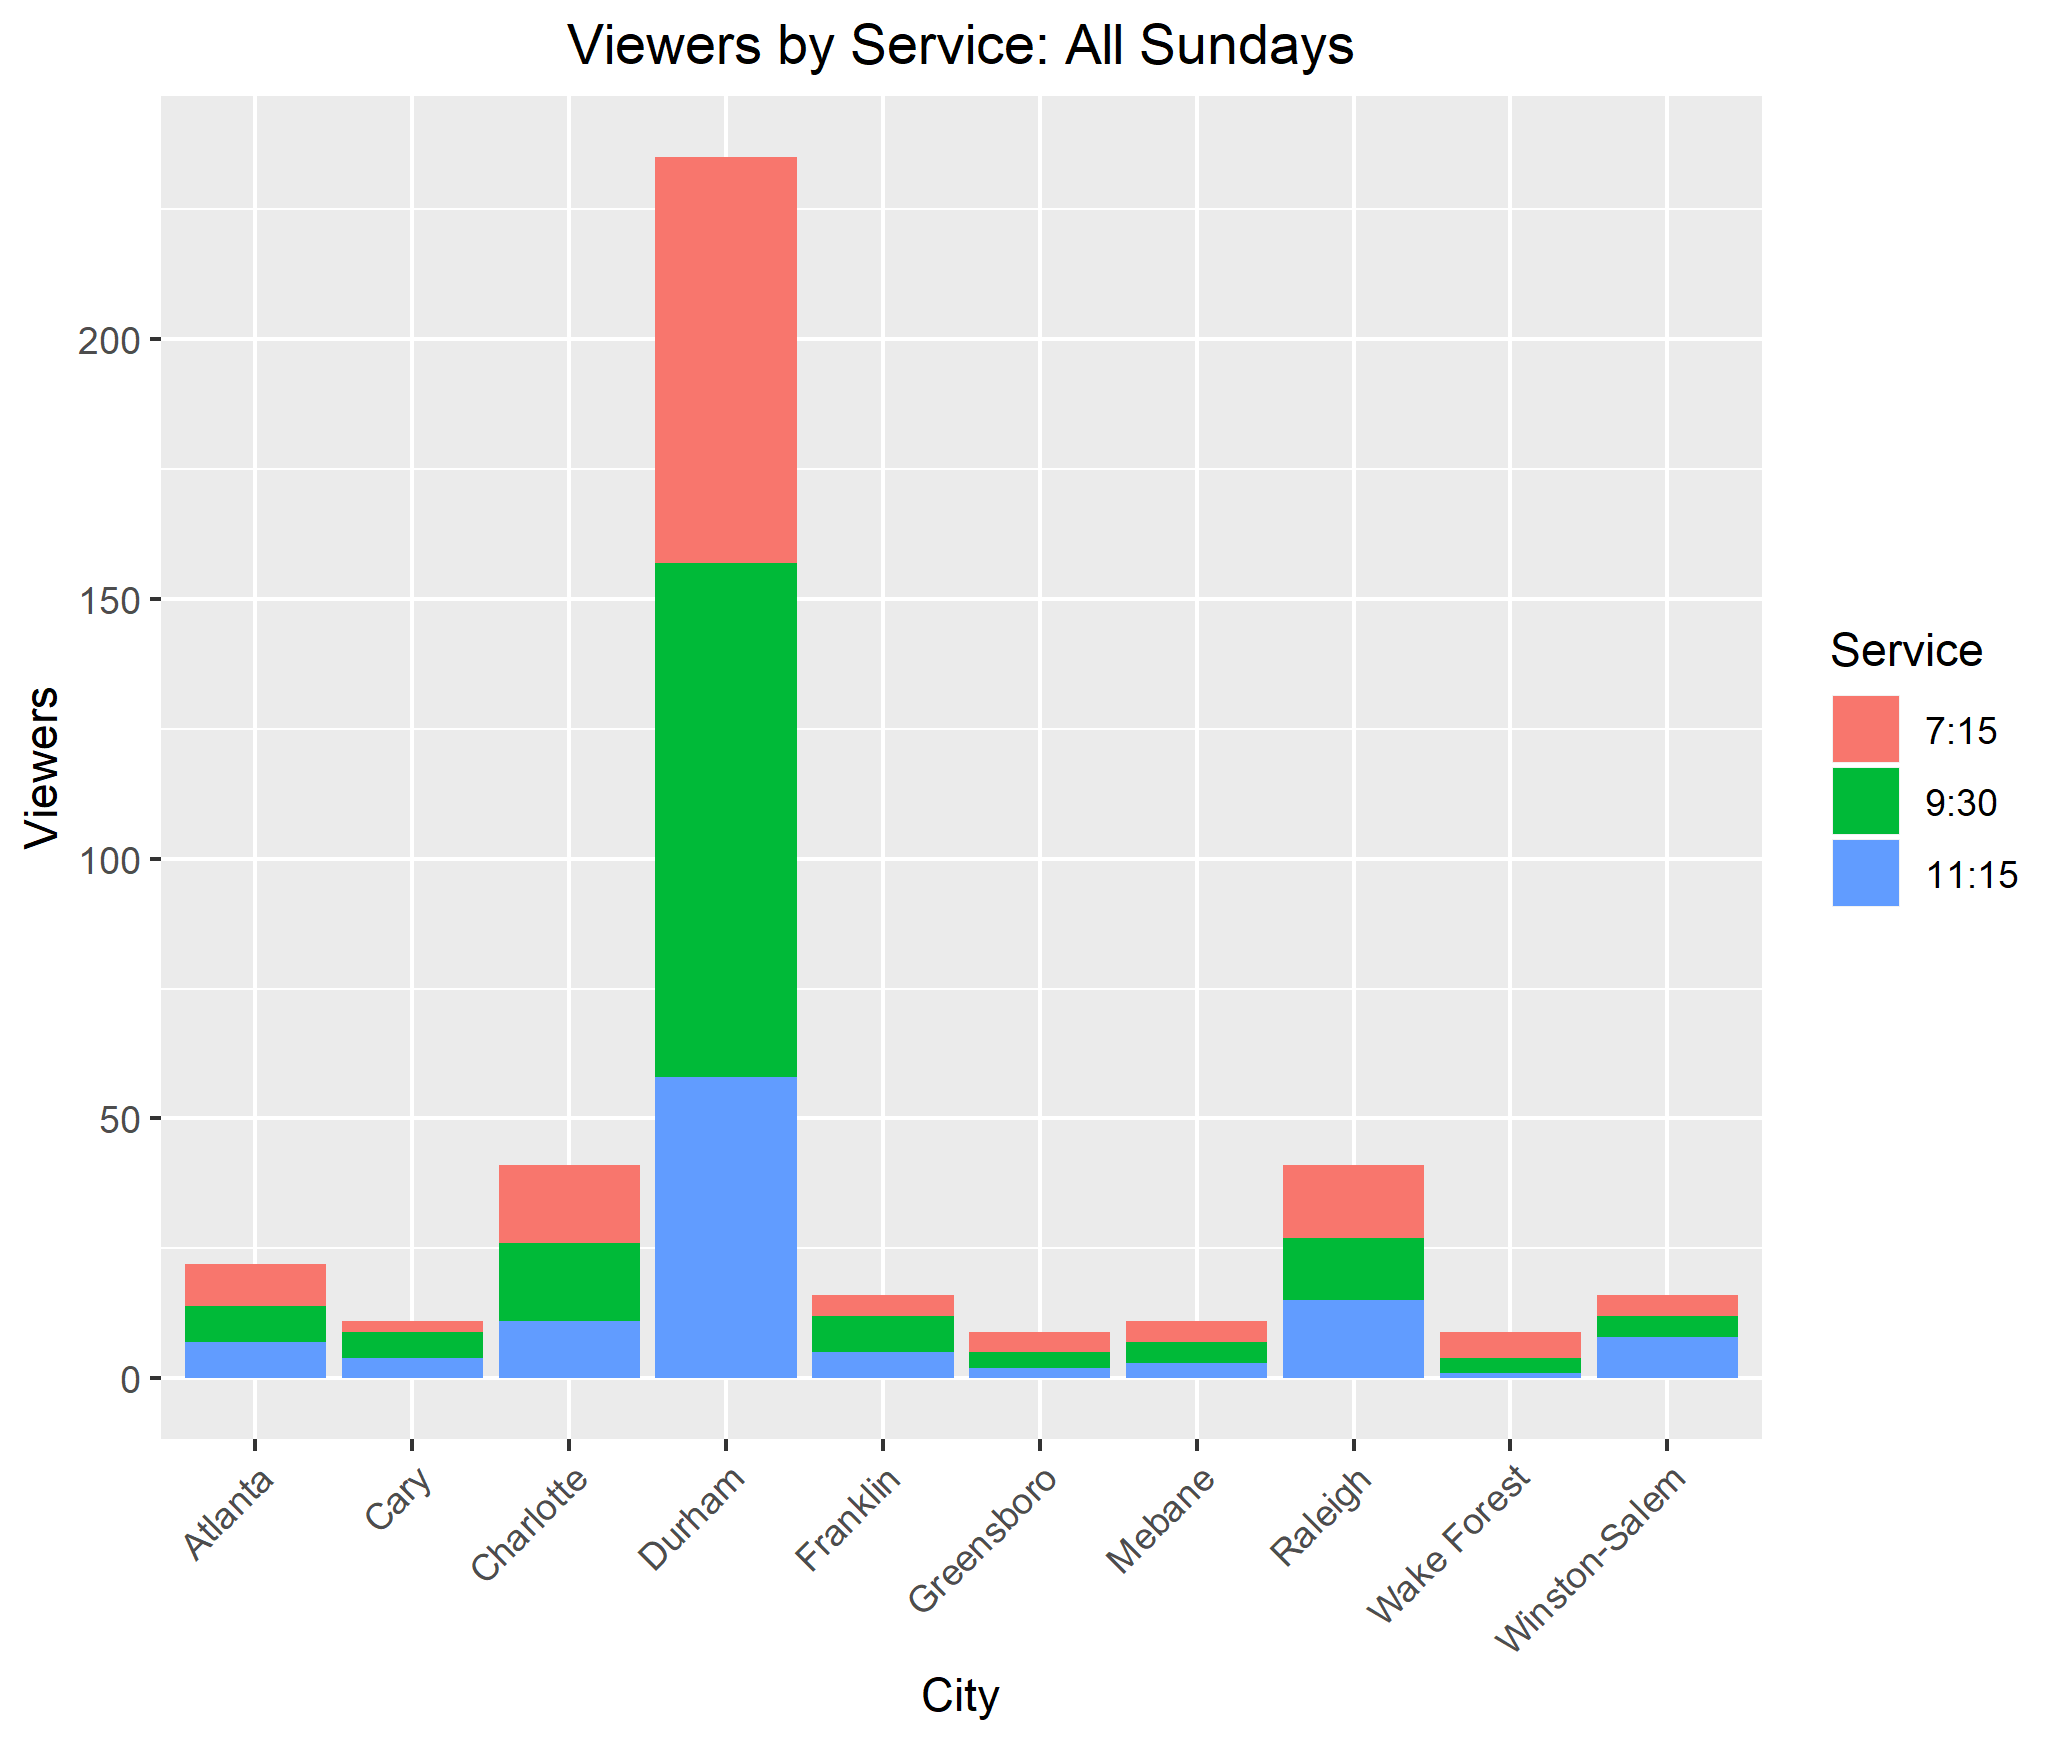 Viewers by Service: All Sundays
Viewers
200
150
100
50
0
Atlanta
Cary
Charlotte
Durham
Franklin
Greensboro
Mebane
Raleigh
Wake Forest
Winston-Salem
City
Service
7:15
9:30
11:15